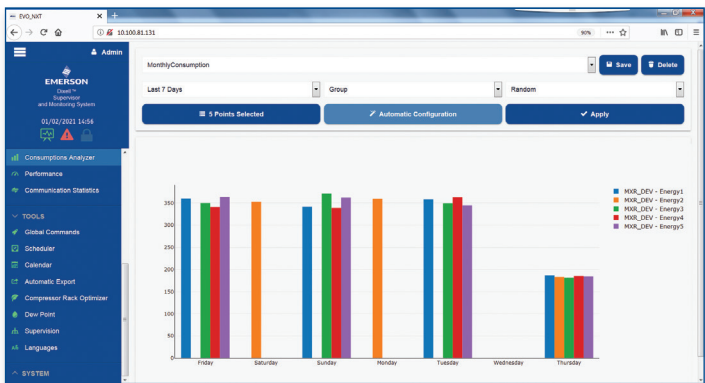 EVO_NXT
10.100.81.131
90%
Admin
EMERSON
Dixell ™
Supervisor
and Monitoring System
01/02/2021 14:56
Consumptions Analyzer
Performance
Communication Statistics
TOOLS
Global Commands
Scheduler
Calendar
Automatic Export
Compressor Rack Optimizer
Dew Point
Supervision
Languages
SYSTEM
MonthlyConsumption
Save
Delete
Last 7 Days
Group
Random
5 Points Selected
Automatic Configuration
Apply
350
300
250
200
150
100
50
0
Friday
Saturday
Sunday
Monday
Tuesday
Wednesday
Thursday
MXR_DEV - Energy1
MXR_DEV - Energy2
MXR_DEV - Energy3
MXR_DEV - Energy4
MXR_DEV - Energy5